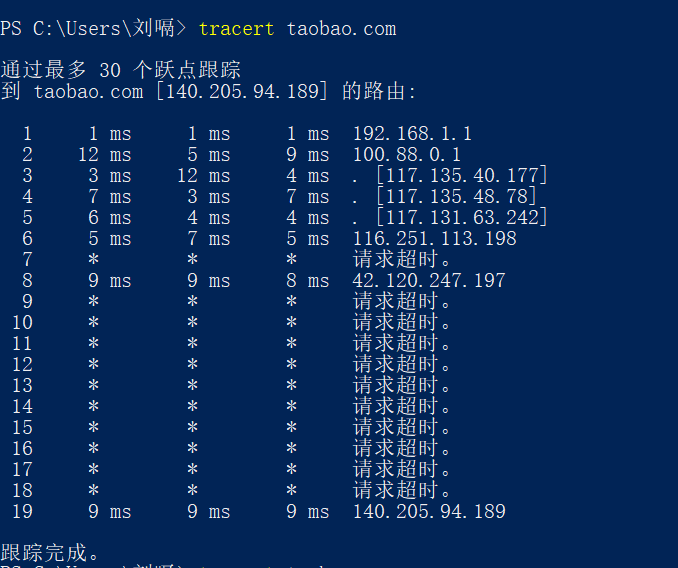 PS C:\Users\刘嗝> tracert taobao.com
通过最多 30 个跃点跟踪
到 taobao.com [140.205.94.189] 的路由:
1 1 ms 1 ms 1 ms 192.168.1.1
2 12 ms 5 ms 9 ms 100.88.0.1
3 3 ms 12 ms 4 ms . [117.135.40.177]
4 7 ms 3 ms 7 ms . [117.135.48.78]
5 6 ms 4 ms 4 ms . [117.131.63.242]
6 5 ms 7 ms 5 ms 116.251.113.198
7 * * * 请求超时。
8 9 ms 9 ms 8 ms 42.120.247.197
9 * * * 请求超时。
10 * * * 请求超时。
11 * * * 请求超时。
12 * * * 请求超时。
13 * * * 请求超时。
14 * * * 请求超时。
15 * * * 请求超时。
16 * * * 请求超时。
17 * * * 请求超时。
18 * * * 请求超时。
19 9 ms 9 ms 9 ms 140.205.94.189
跟踪完成。